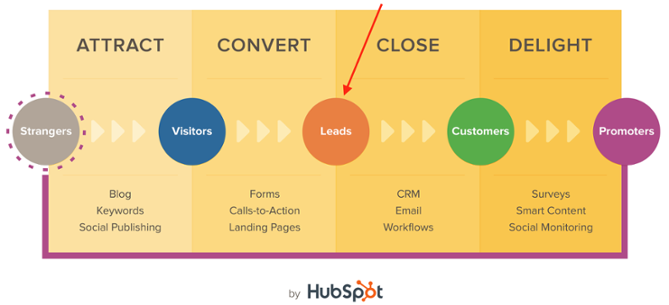 ATTRACT
CONVERT
CLOSE
DELIGHT
Strangers
Visitors
Leads
Customers
Promoters
Blog
Keywords
Social Publishing
Forms
Calls-to-Action
Landing Pages
CRM
Email
Workflows
Surveys
Smart Content
Social Monitoring
by HubSpot